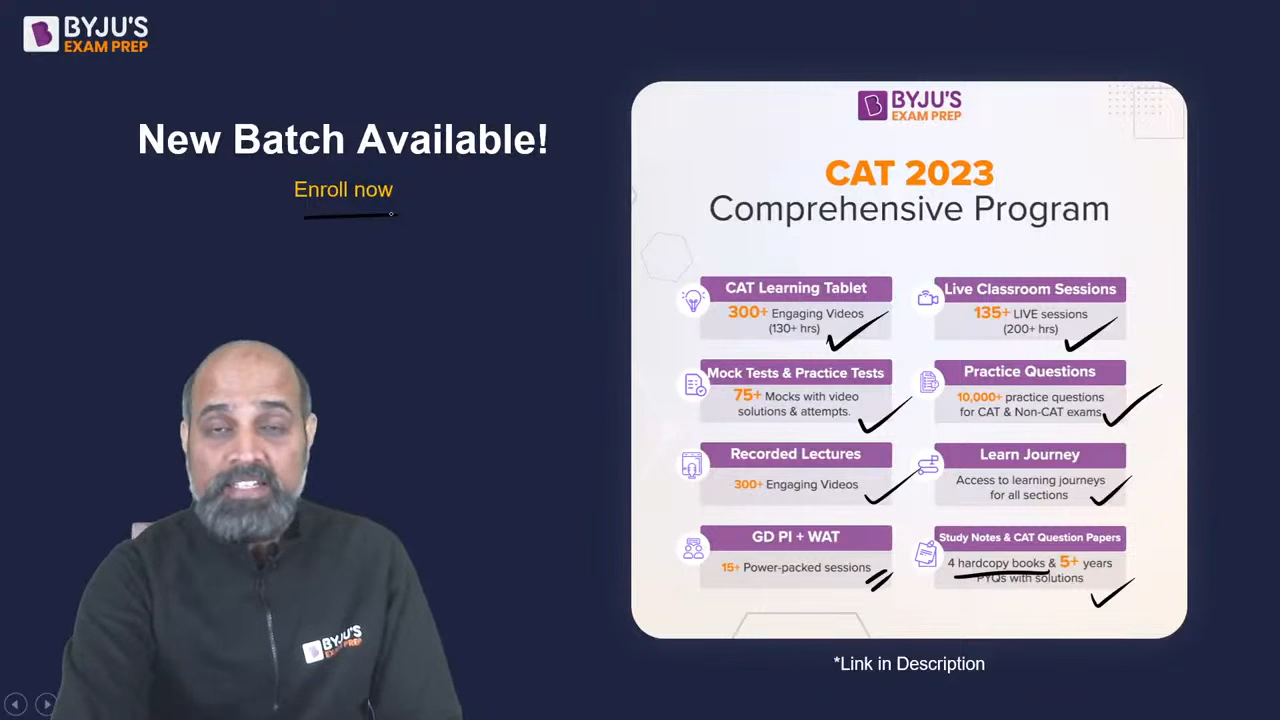 BYJU'S
EXAM PREP
New Batch Available!
Enroll now
BYJU'S
EXAM PREP
CAT 2023
Comprehensive Program
CAT Learning Tablet
300+ Engaging Videos
(130+ hrs)
Live Classroom Sessions
135+ LIVE sessions
(200+ hrs)
Mock Tests & Practice Tests
75+ Mocks with video
solutions & attempts.
Practice Questions
10,000+ practice questions
for CAT & Non-CAT exams
Recorded Lectures
300+ Engaging Videos
Learn Journey
Access to learning journeys
for all sections
GD PI + WAT
15+ Power-packed sessions
Study Notes & CAT Question Papers
4 hardcopy books & 5+ years
PYQs with solutions
*Link in Description
BYJU'S
EXAM PREP